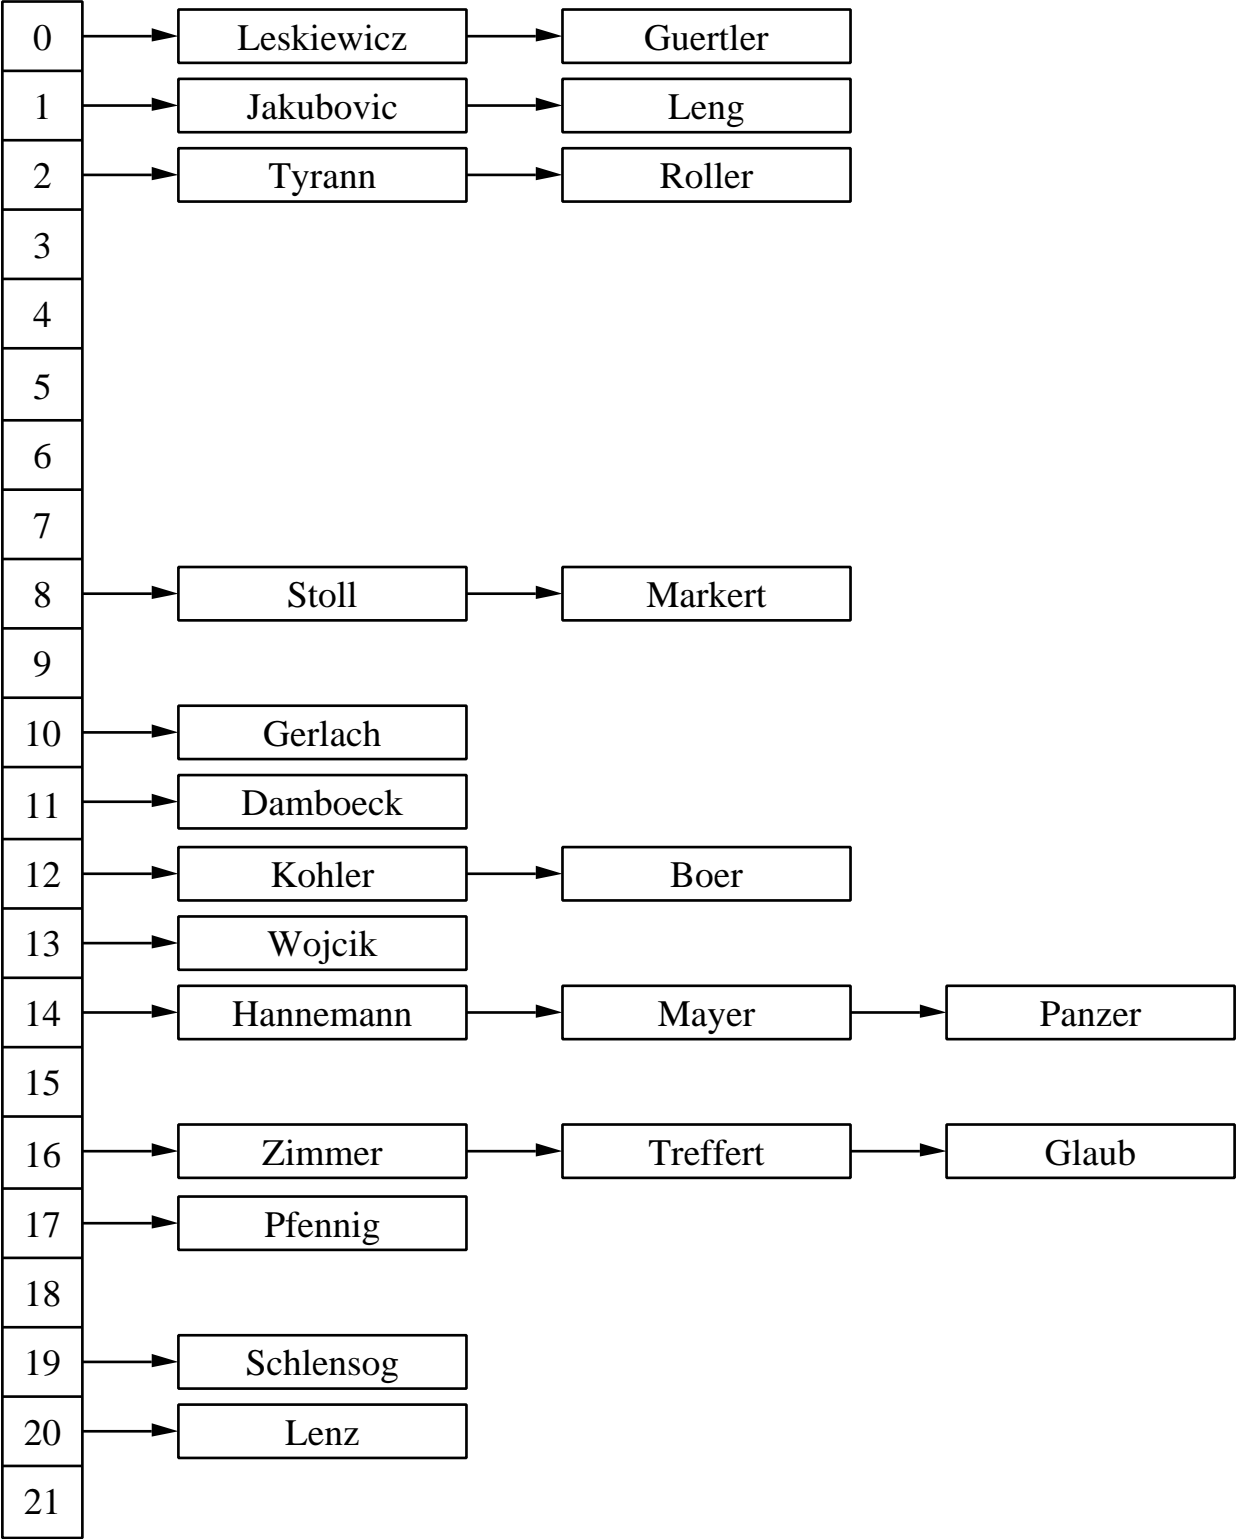 0 Leskiewicz Guertler
1 Jakubovic Leng
2 Tyrann Roller
3
4
5
6
7
8 Stoll Markert
9
10 Gerlach
11 Damboeck
12 Kohler Boer
13 Wojcik
14 Hannemann Mayer Panzer
15
16 Zimmer Treffert Glaub
17 Pfennig
18
19 Schlensog
20 Lenz
21